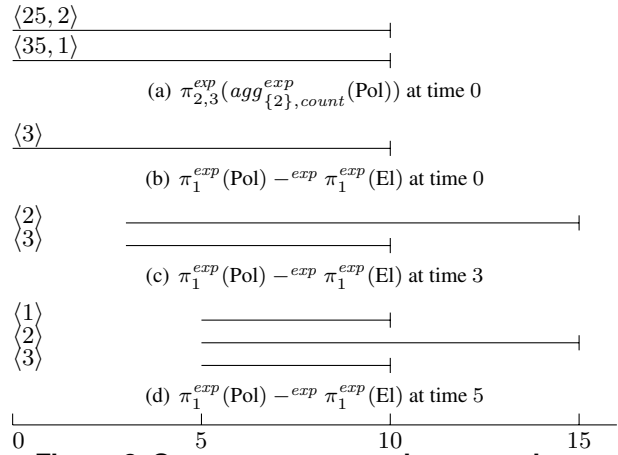 ⟨25, 2⟩
⟨35, 1⟩
(a) π^{exp}_{2,3}(agg^{exp}_{{2},count}(Pol)) at time 0
⟨3⟩
(b) π^{exp}_1(Pol) −^{exp} π^{exp}_1(El) at time 0
⟨2⟩
⟨3⟩
(c) π^{exp}_1(Pol) −^{exp} π^{exp}_1(El) at time 3
⟨1⟩
⟨2⟩
⟨3⟩
(d) π^{exp}_1(Pol) −^{exp} π^{exp}_1(El) at time 5
0 5 10 15